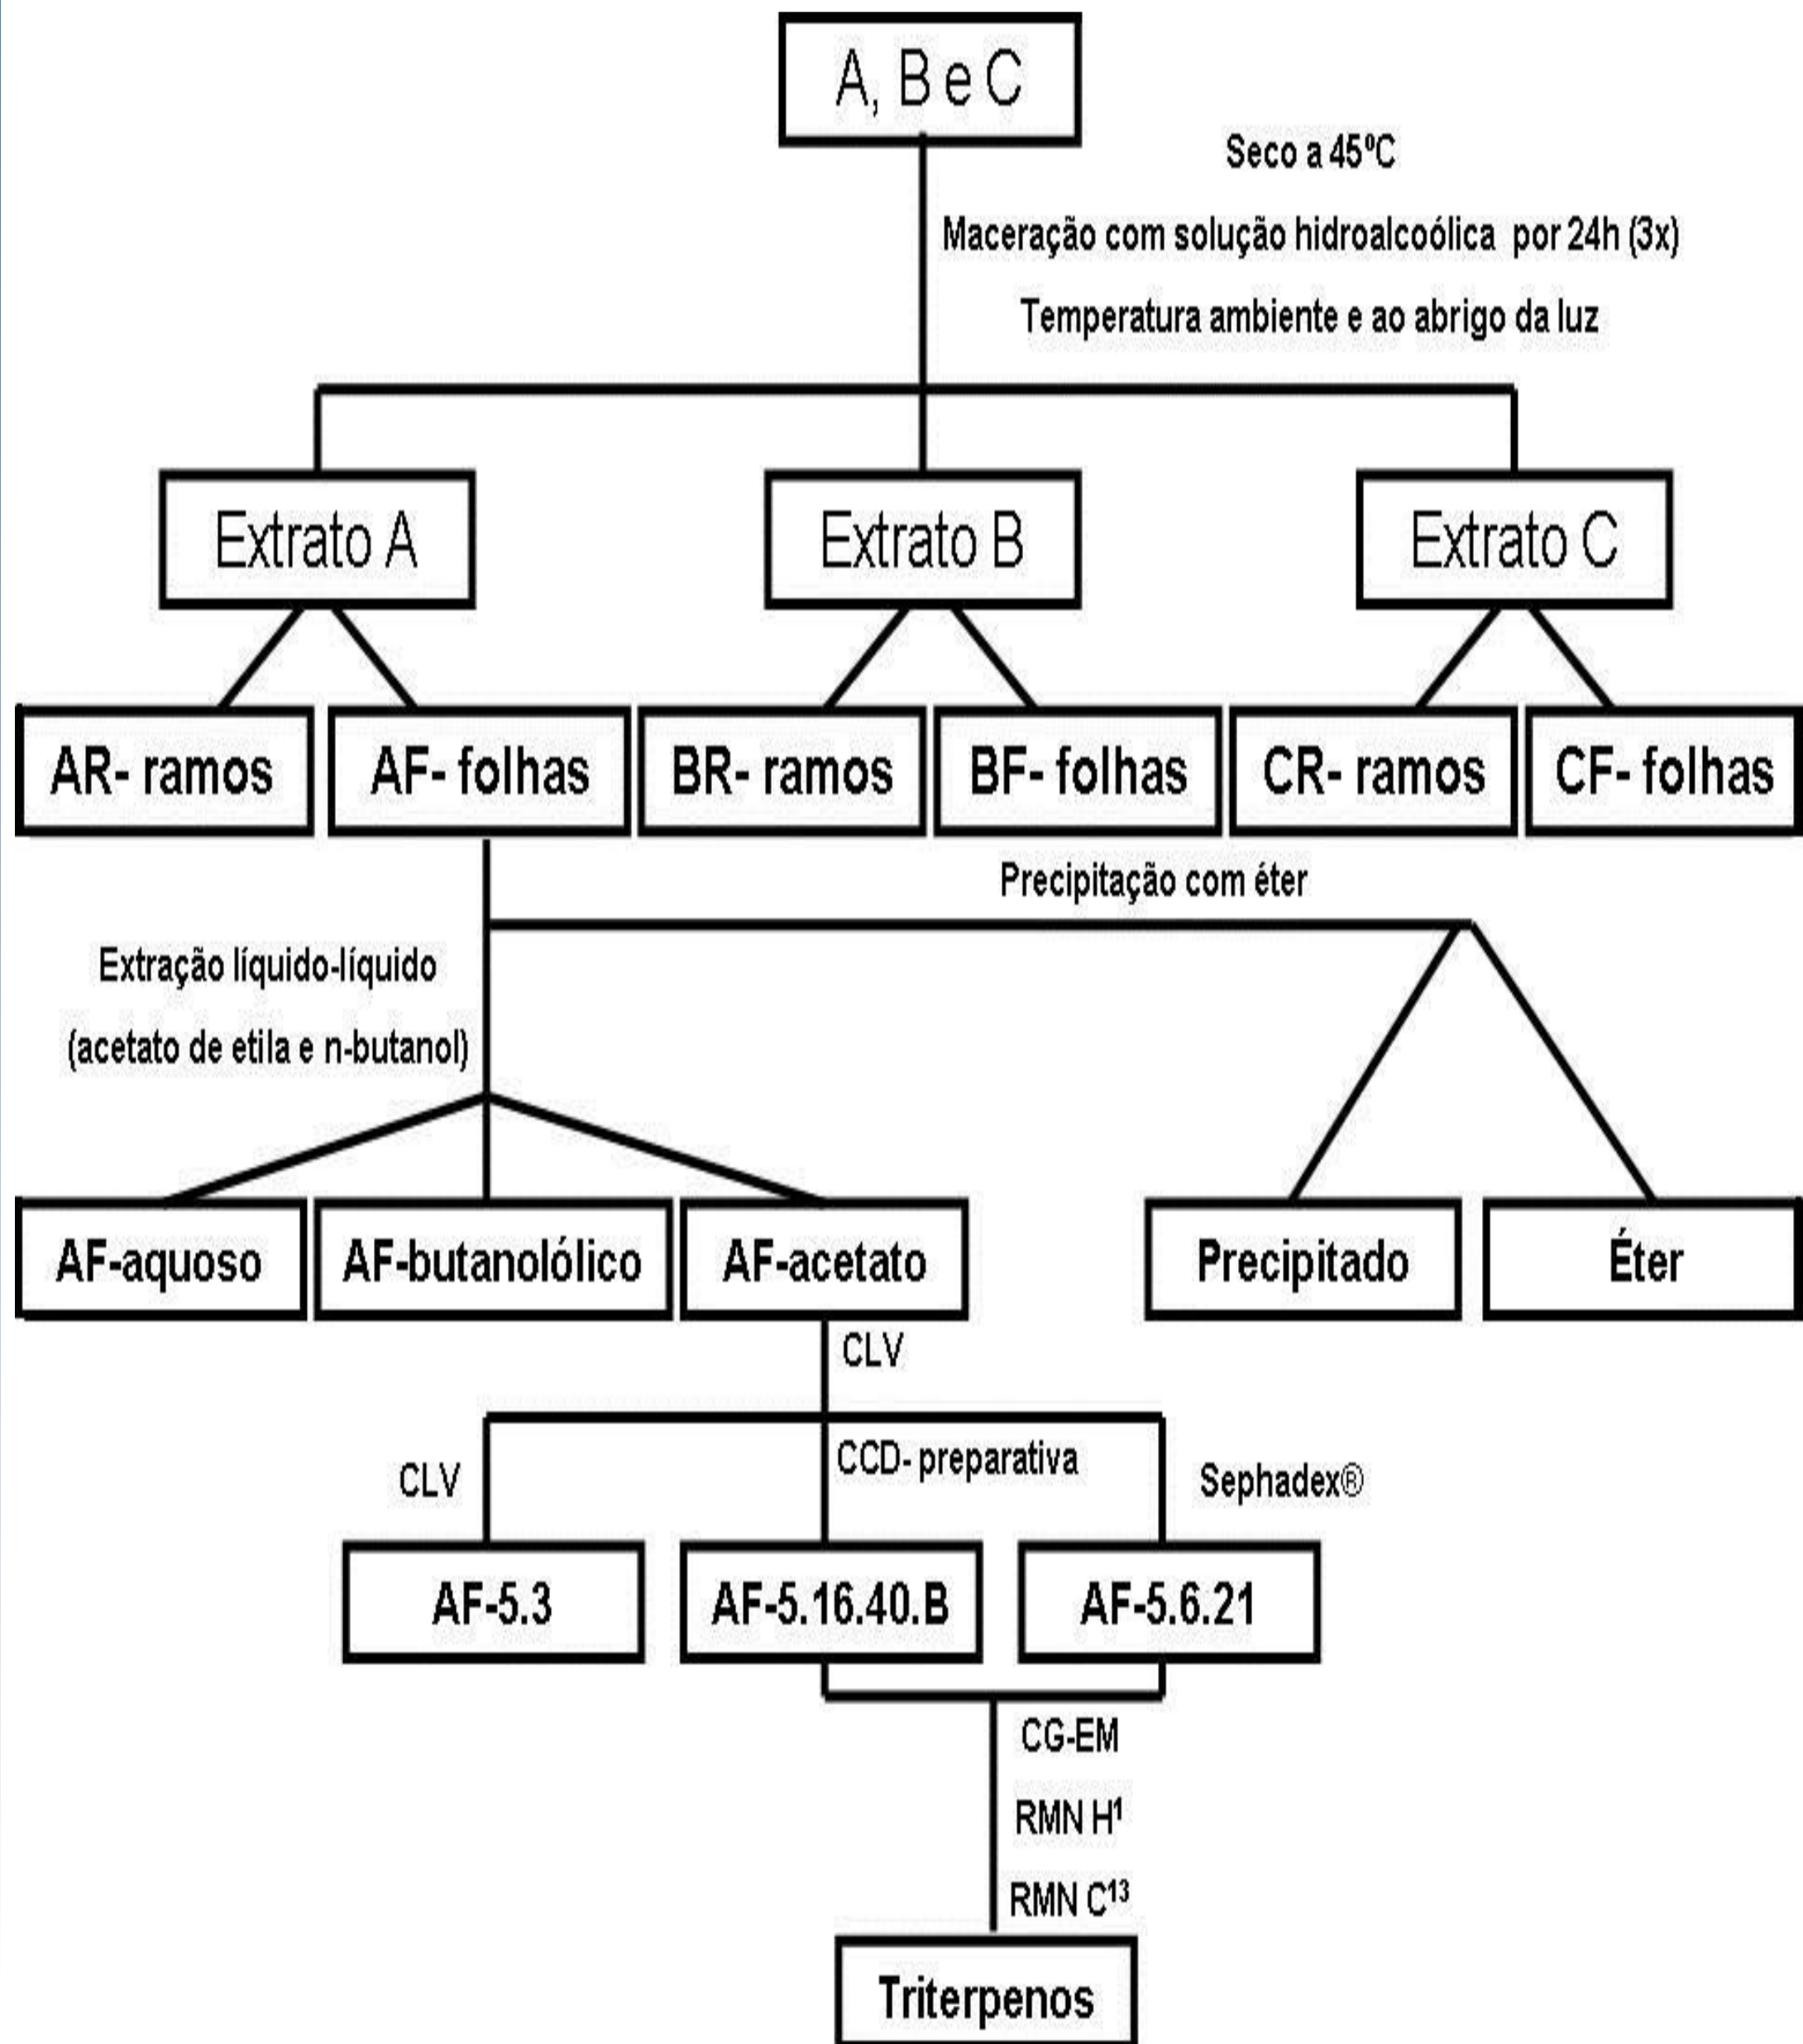 A, B e C
Seco a 45ºC
Maceração com solução hidroalcoólica por 24h (3x)
Temperatura ambiente e ao abrigo da luz
Extrato A
Extrato B
Extrato C
AR- ramos
AF- folhas
BR- ramos
BF- folhas
CR- ramos
CF- folhas
Precipitação com éter
Extração líquido-líquido
(acetato de etila e n-butanol)
AF-aquoso
AF-butanolólico
AF-acetato
Precipitado
Éter
CLV
CLV
CCD- preparativa
Sephadex®
AF-5.3
AF-5.16.40.B
AF-5.6.21
CG-EM
RMN H¹
RMN C¹³
Triterpenos